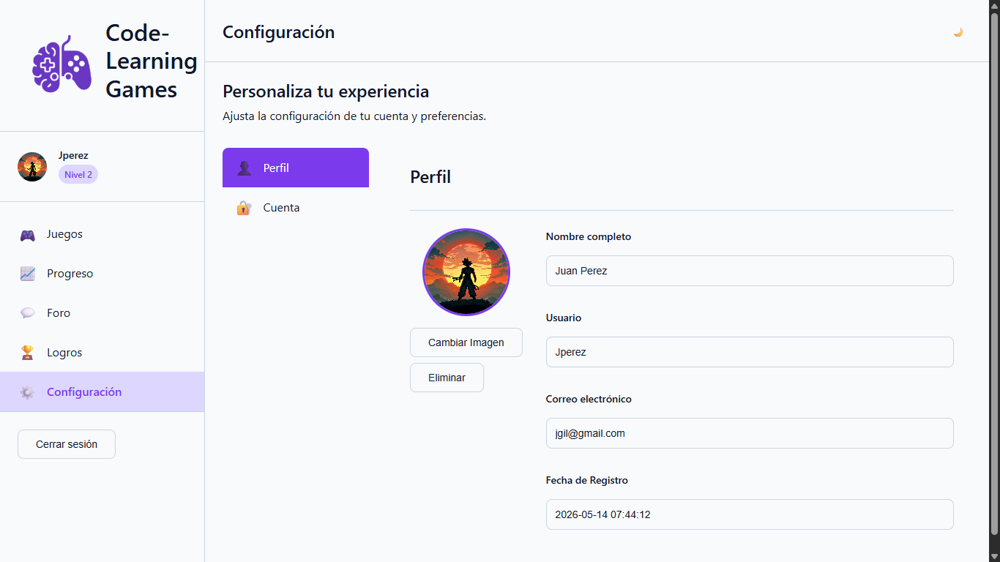 Code-
Learning
Games
Jperez
Nivel 2
Juegos
Progreso
Foro
Logros
Configuración
Cerrar sesión
Configuración
Personaliza tu experiencia
Ajusta la configuración de tu cuenta y preferencias.
Perfil
Cuenta
Perfil
Cambiar Imagen
Eliminar
Nombre completo
Juan Perez
Usuario
Jperez
Correo electrónico
jgil@gmail.com
Fecha de Registro
2026-05-14 07:44:12